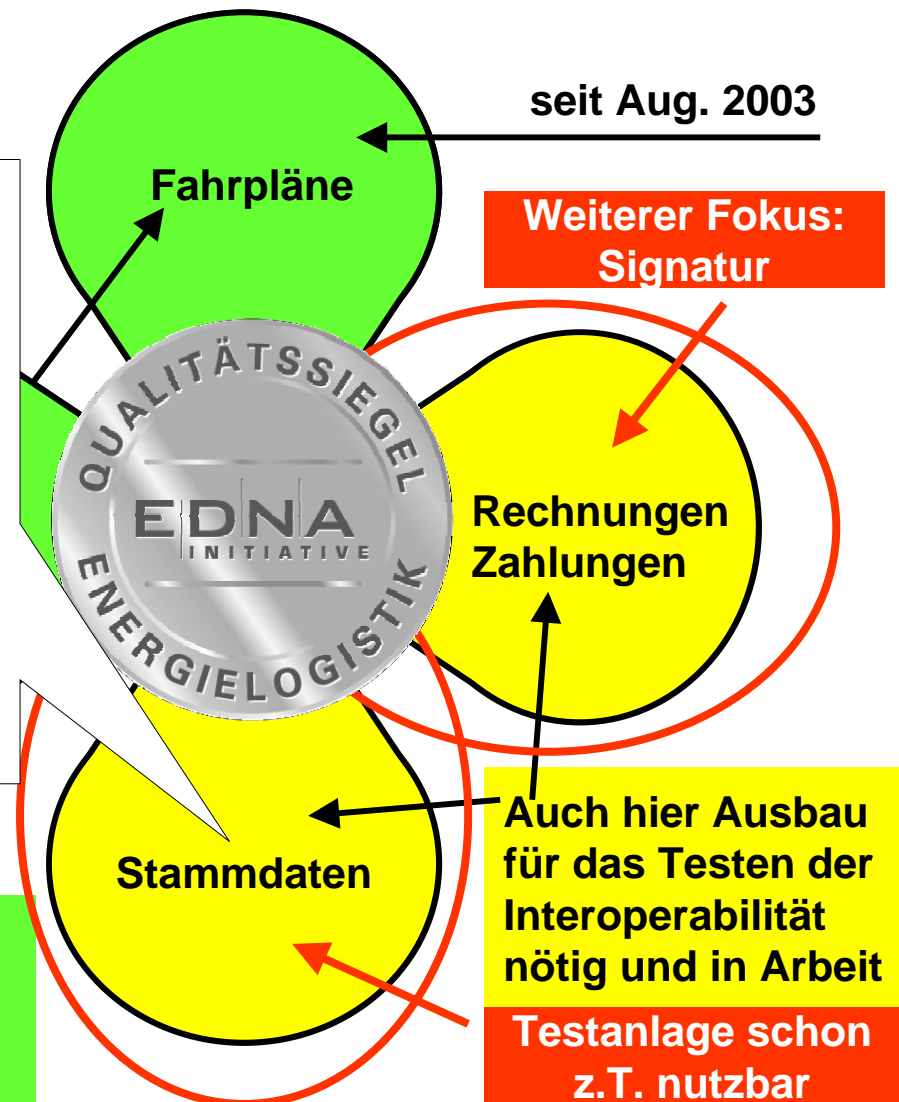 seit Aug. 2003
Fahrpläne
Weiterer Fokus:
Signatur
QUALITÄTSSIEGEL
EDNA
INITIATIVE
ENERGIELOGISTIK
Rechnungen
Zahlungen
Stammdaten
Auch hier Ausbau
für das Testen der
Interoperabilität
nötig und in Arbeit
Testanlage schon
z.T. nutzbar